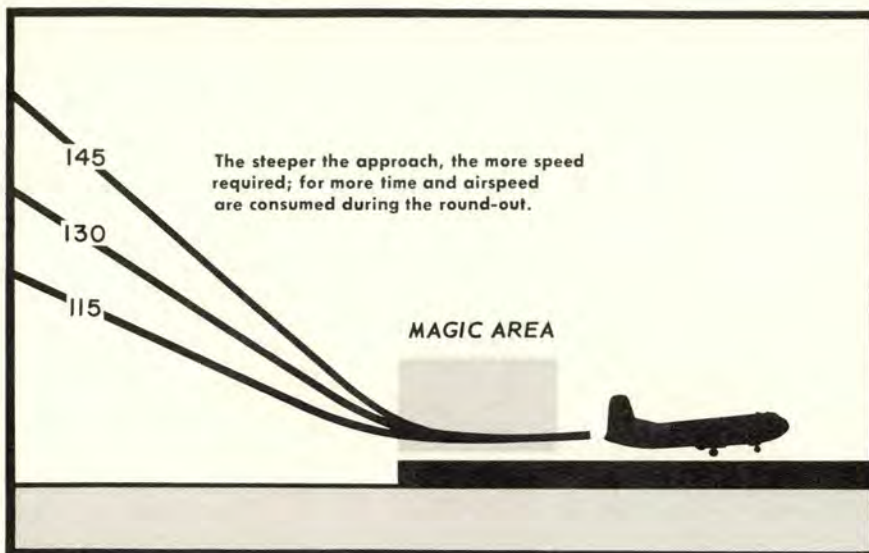 145
The steeper the approach, the more speed
required; for more time and airspeed
are consumed during the round-out.
130
115
MAGIC AREA